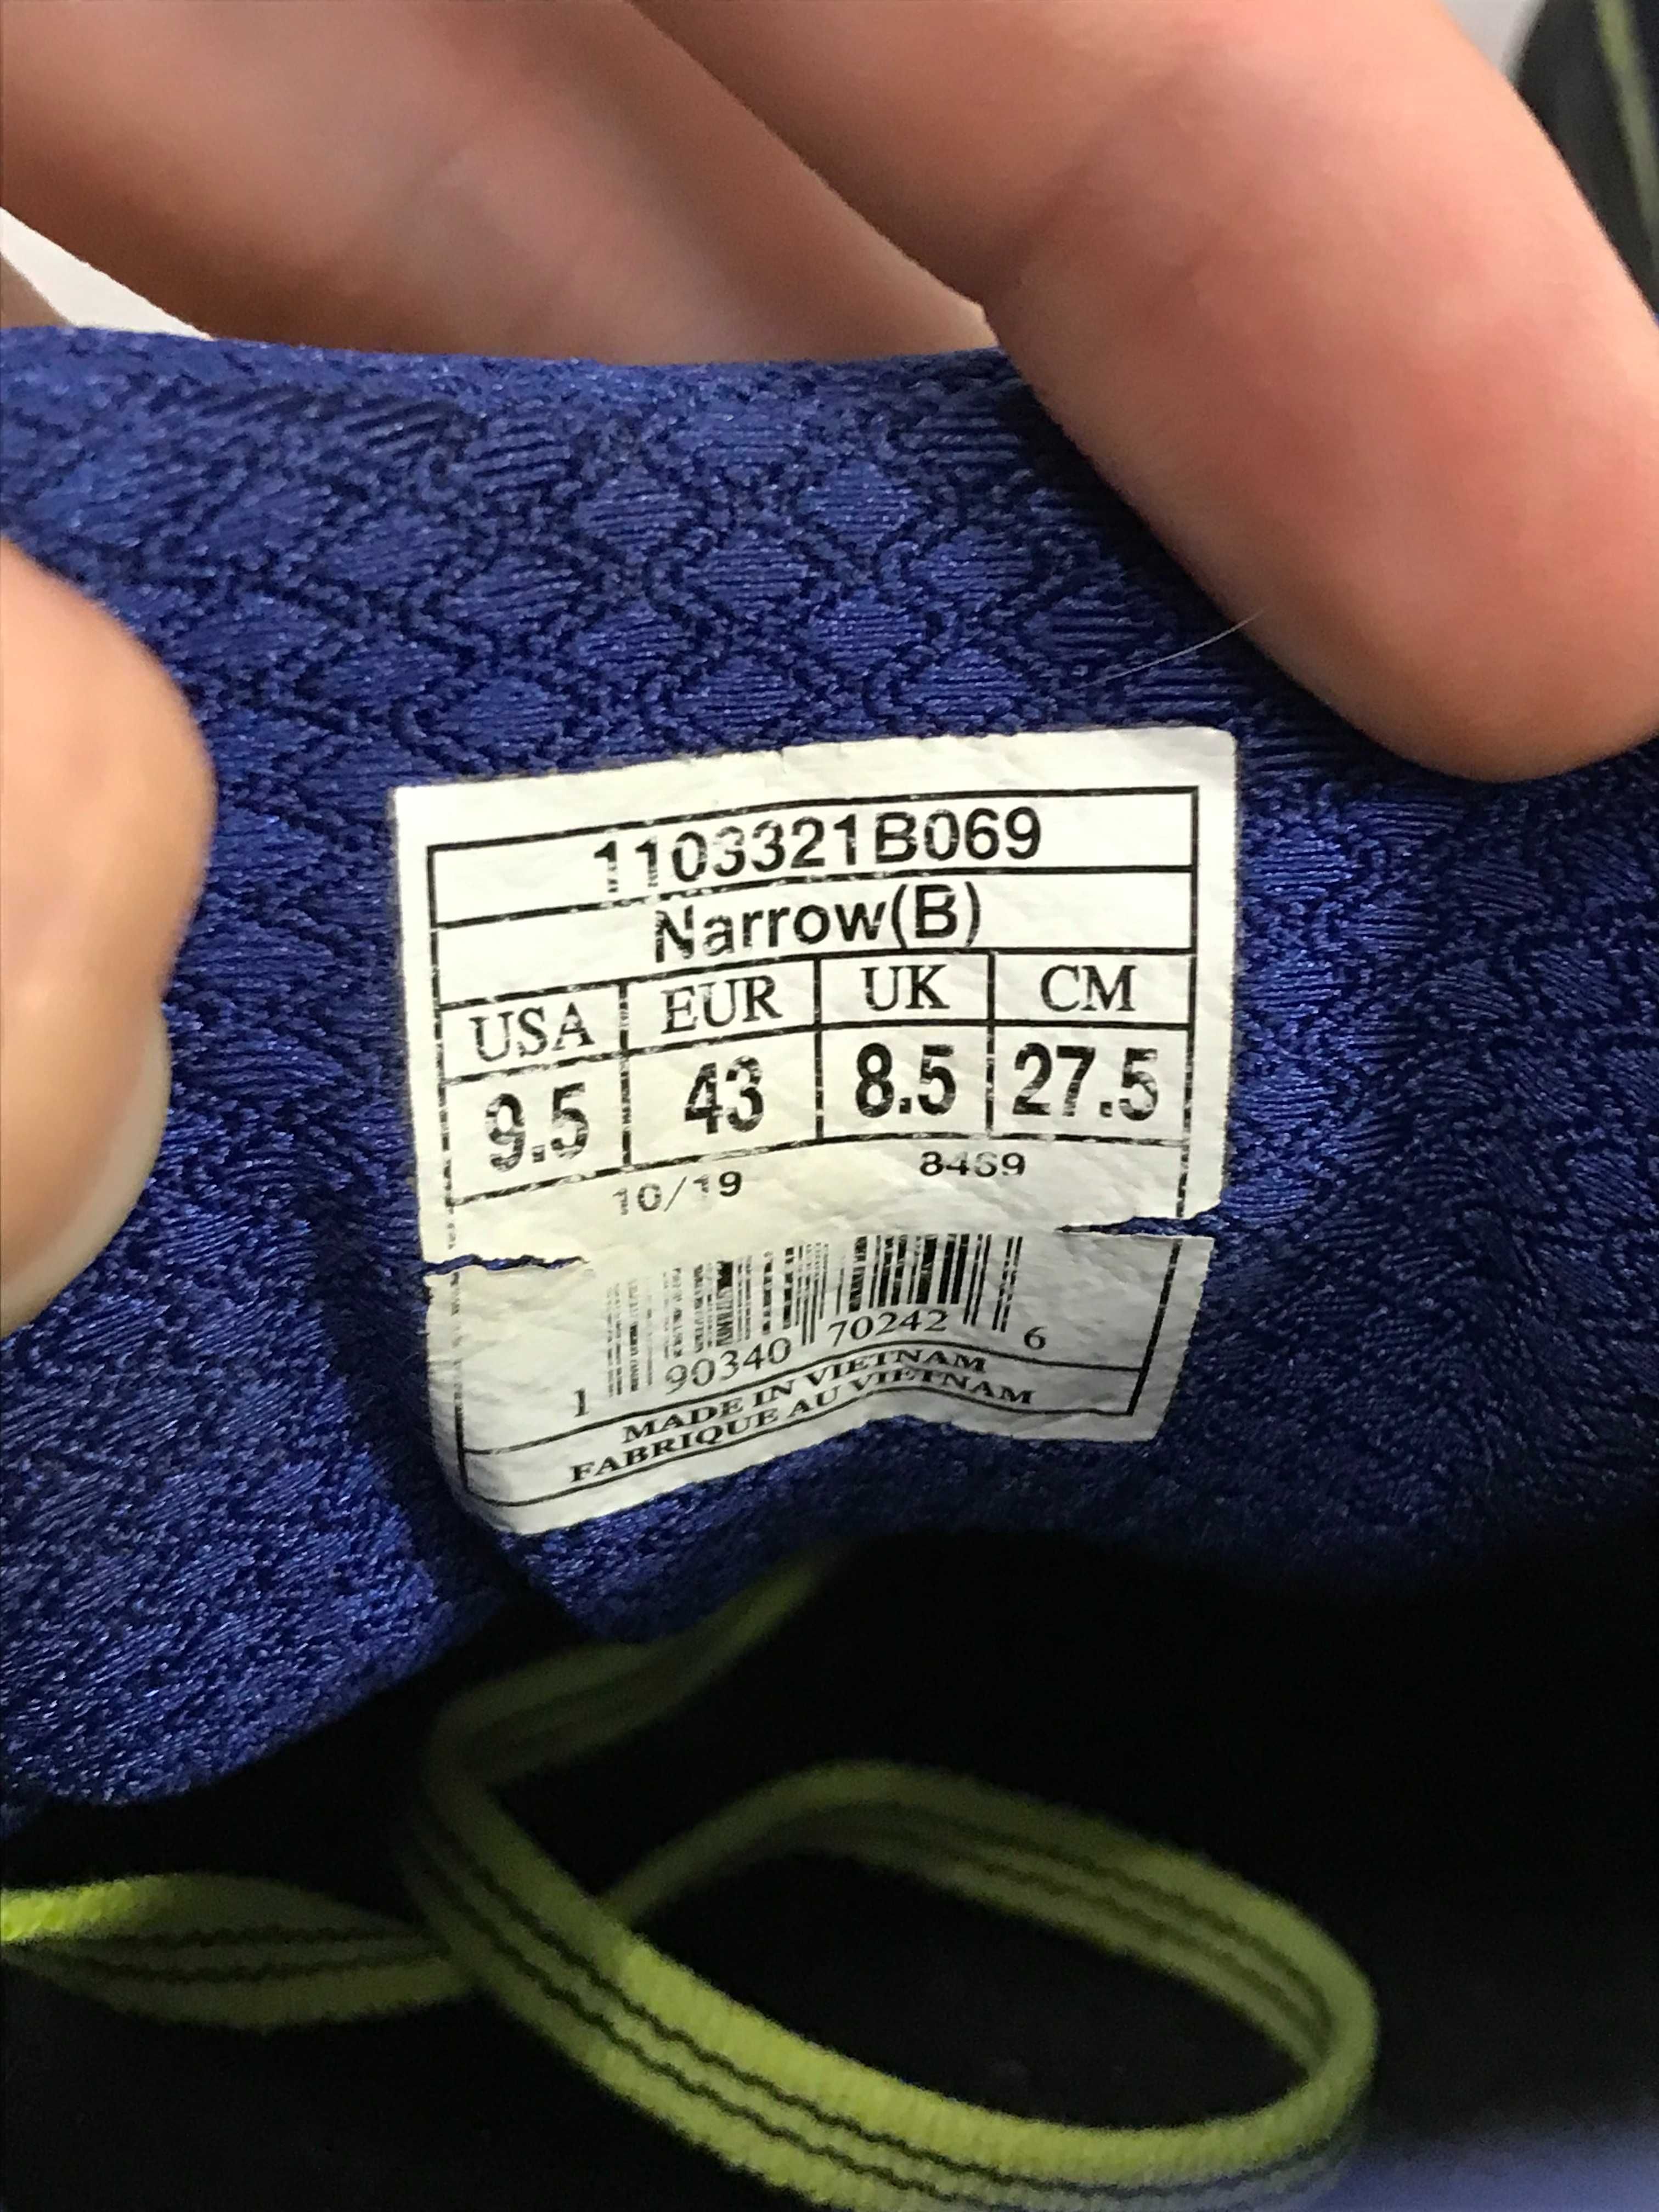 1103321B069
Narrow(B)
USA EUR UK CM
9.5 43 8.5 27.5
10/19 8469
1 90340 70242 6
MADE IN VIETNAM
FABRIQUE AU VIETNAM